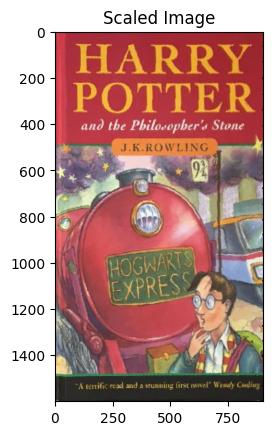 Scaled Image
HARRY
POTTER
and the Philosopher's Stone
J.K.ROWLING
9¾
HOGWARTS
EXPRESS
"A terrific read and a stunning first novel" Wendy Cooling
0
200
400
600
800
1000
1200
1400
0
250
500
750